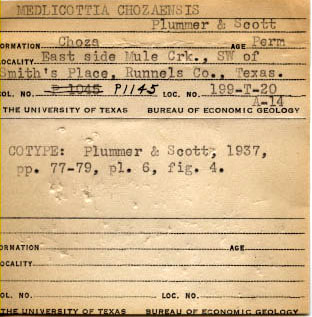 MEDLICOTTIA CHOZAENSIS
Plummer & Scott
ORMATION Choza AGE Perm
OCALITY East side Mule Crk., SW of
Smith's Place, Runnels Co., Texas.
OL. NO. P 1045 P1145 LOC. NO. 199-T-20
A-14
THE UNIVERSITY OF TEXAS BUREAU OF ECONOMIC GEOLOGY
COTYPE: Plummer & Scott, 1937,
pp. 77-79, pl. 6, fig. 4.
ORMATION AGE
OCALITY
OL. NO. LOC. NO.
THE UNIVERSITY OF TEXAS BUREAU OF ECONOMIC GEOLOGY